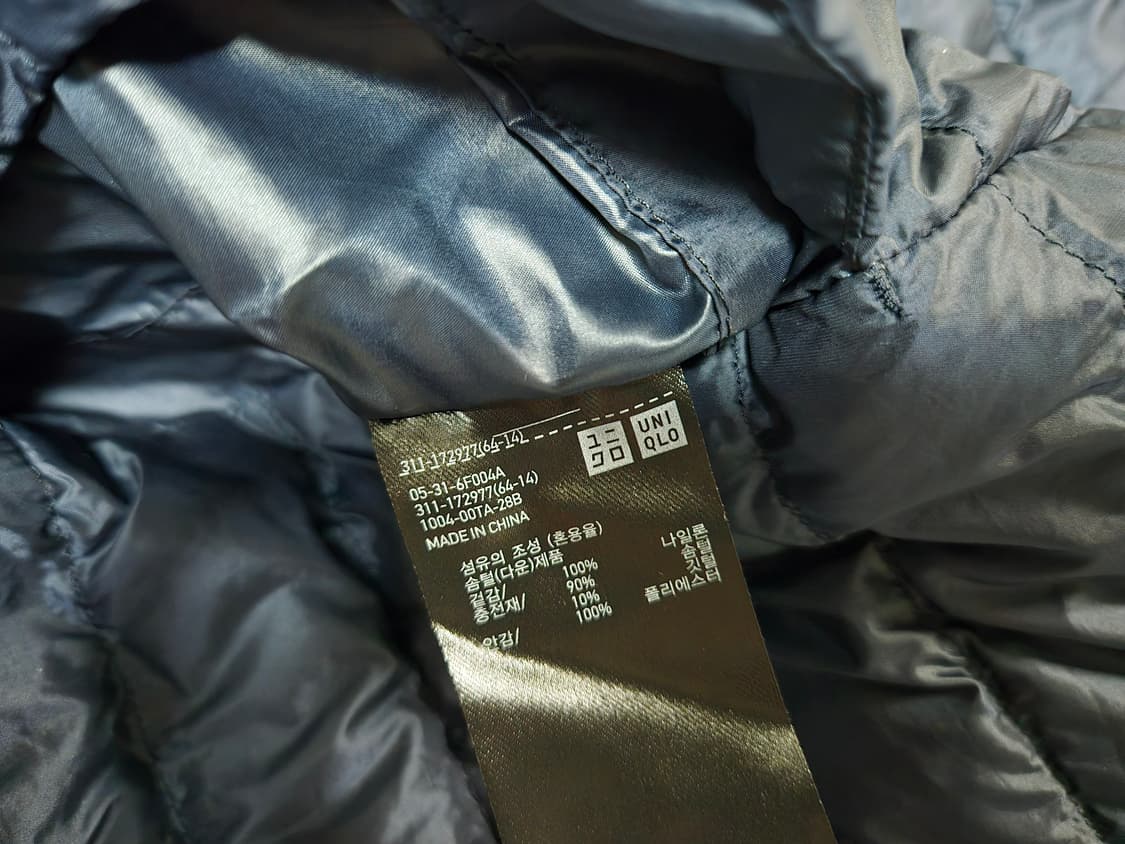 311-172977(64-14)
ユニ
クロ
UNI
QLO
05-31-6F004A
311-172977(64-14)
1004-00TA-28B
MADE IN CHINA
섬유의 조성 (혼용율)
솜털(다운)제품
겉감/ 100% 나일론
충전재/ 90% 솜털
10% 깃털
안감/ 100% 폴리에스터